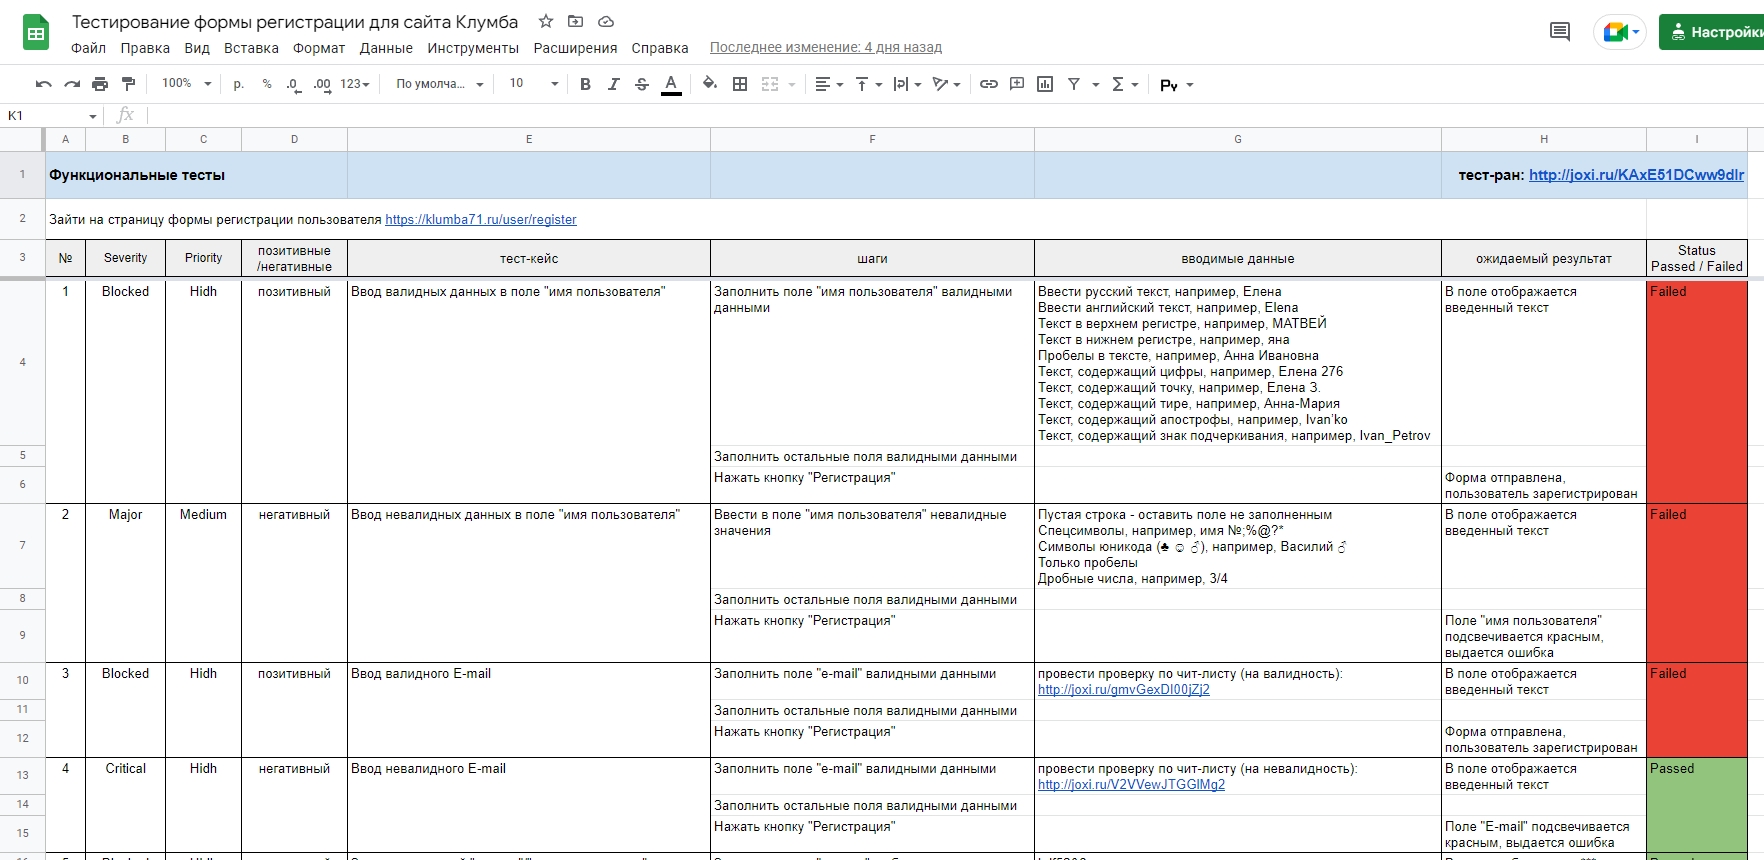 Тестирование формы регистрации для сайта Клумба
Файл Правка Вид Вставка Формат Данные Инструменты Расширения Справка Последнее изменение: 4 дня назад
Настройки
100% р. % .0 .00 123 По умолча... 10 B I S A Σ Ру
K1 fx
A B C D E F G H I
1 Функциональные тесты тест-ран: http://joxi.ru/KAxE51DCww9dlr
2 Зайти на страницу формы регистрации пользователя https://klumba71.ru/user/register
3 № Severity Priority позитивные /негативные тест-кейс шаги вводимые данные ожидаемый результат Status Passed / Failed
4
1 Blocked Hidh позитивный Ввод валидных данных в поле "имя пользователя" Заполнить поле "имя пользователя" валидными данными
Ввести русский текст, например, Елена
Ввести английский текст, например, Elena
Текст в верхнем регистре, например, МАТВЕЙ
Текст в нижнем регистре, например, яна
Пробелы в тексте, например, Анна Ивановна
Текст, содержащий цифры, например, Елена 276
Текст, содержащий точку, например, Елена З.
Текст, содержащий тире, например, Анна-Мария
Текст, содержащий апострофы, например, Ivan'ko
Текст, содержащий знак подчеркивания, например, Ivan_Petrov
В поле отображается введенный текст
Failed
5 Заполнить остальные поля валидными данными
6 Нажать кнопку "Регистрация" Форма отправлена, пользователь зарегистрирован
7
2 Major Medium негативный Ввод невалидных данных в поле "имя пользователя" Ввести в поле "имя пользователя" невалидные значения
Пустая строка - оставить поле не заполненным
Спецсимволы, например, имя №;%@?*
Символы юникода (♣ ☺ ♂), например, Василий ♂
Только пробелы
Дробные числа, например, 3/4
В поле отображается введенный текст
Failed
8 Заполнить остальные поля валидными данными
9 Нажать кнопку "Регистрация" Поле "имя пользователя" подсвечивается красным, выдается ошибка
10
3 Blocked Hidh позитивный Ввод валидного E-mail Заполнить поле "e-mail" валидными данными
провести проверку по чит-листу (на валидность):
http://joxi.ru/gmvGexDI00jZj2
В поле отображается введенный текст
Failed
11 Заполнить остальные поля валидными данными
12 Нажать кнопку "Регистрация" Форма отправлена, пользователь зарегистрирован
13
4 Critical Hidh негативный Ввод невалидного E-mail Заполнить поле "e-mail" валидными данными
провести проверку по чит-листу (на невалидность):
http://joxi.ru/V2VVewJTGGIMg2
В поле отображается введенный текст
Passed
14 Заполнить остальные поля валидными данными
15 Нажать кнопку "Регистрация" Поле "E-mail" подсвечивается красным, выдается ошибка